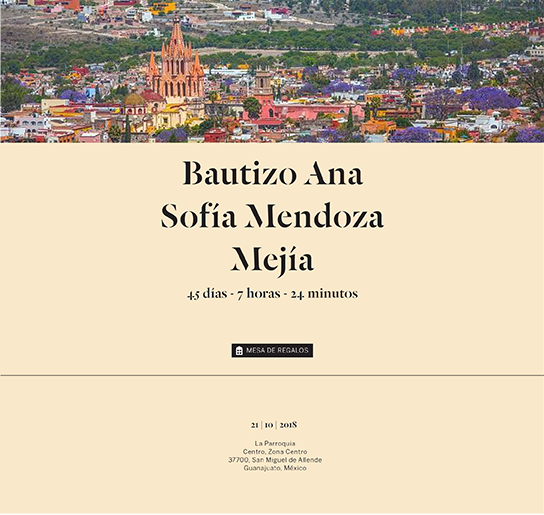 Bautizo Ana
Sofía Mendoza
Mejía
45 días - 7 horas - 24 minutos
MESA DE REGALOS
21 | 10 | 2018
La Parroquia
Centro, Zona Centro
37700, San Miguel de Allende
Guanajuato, México